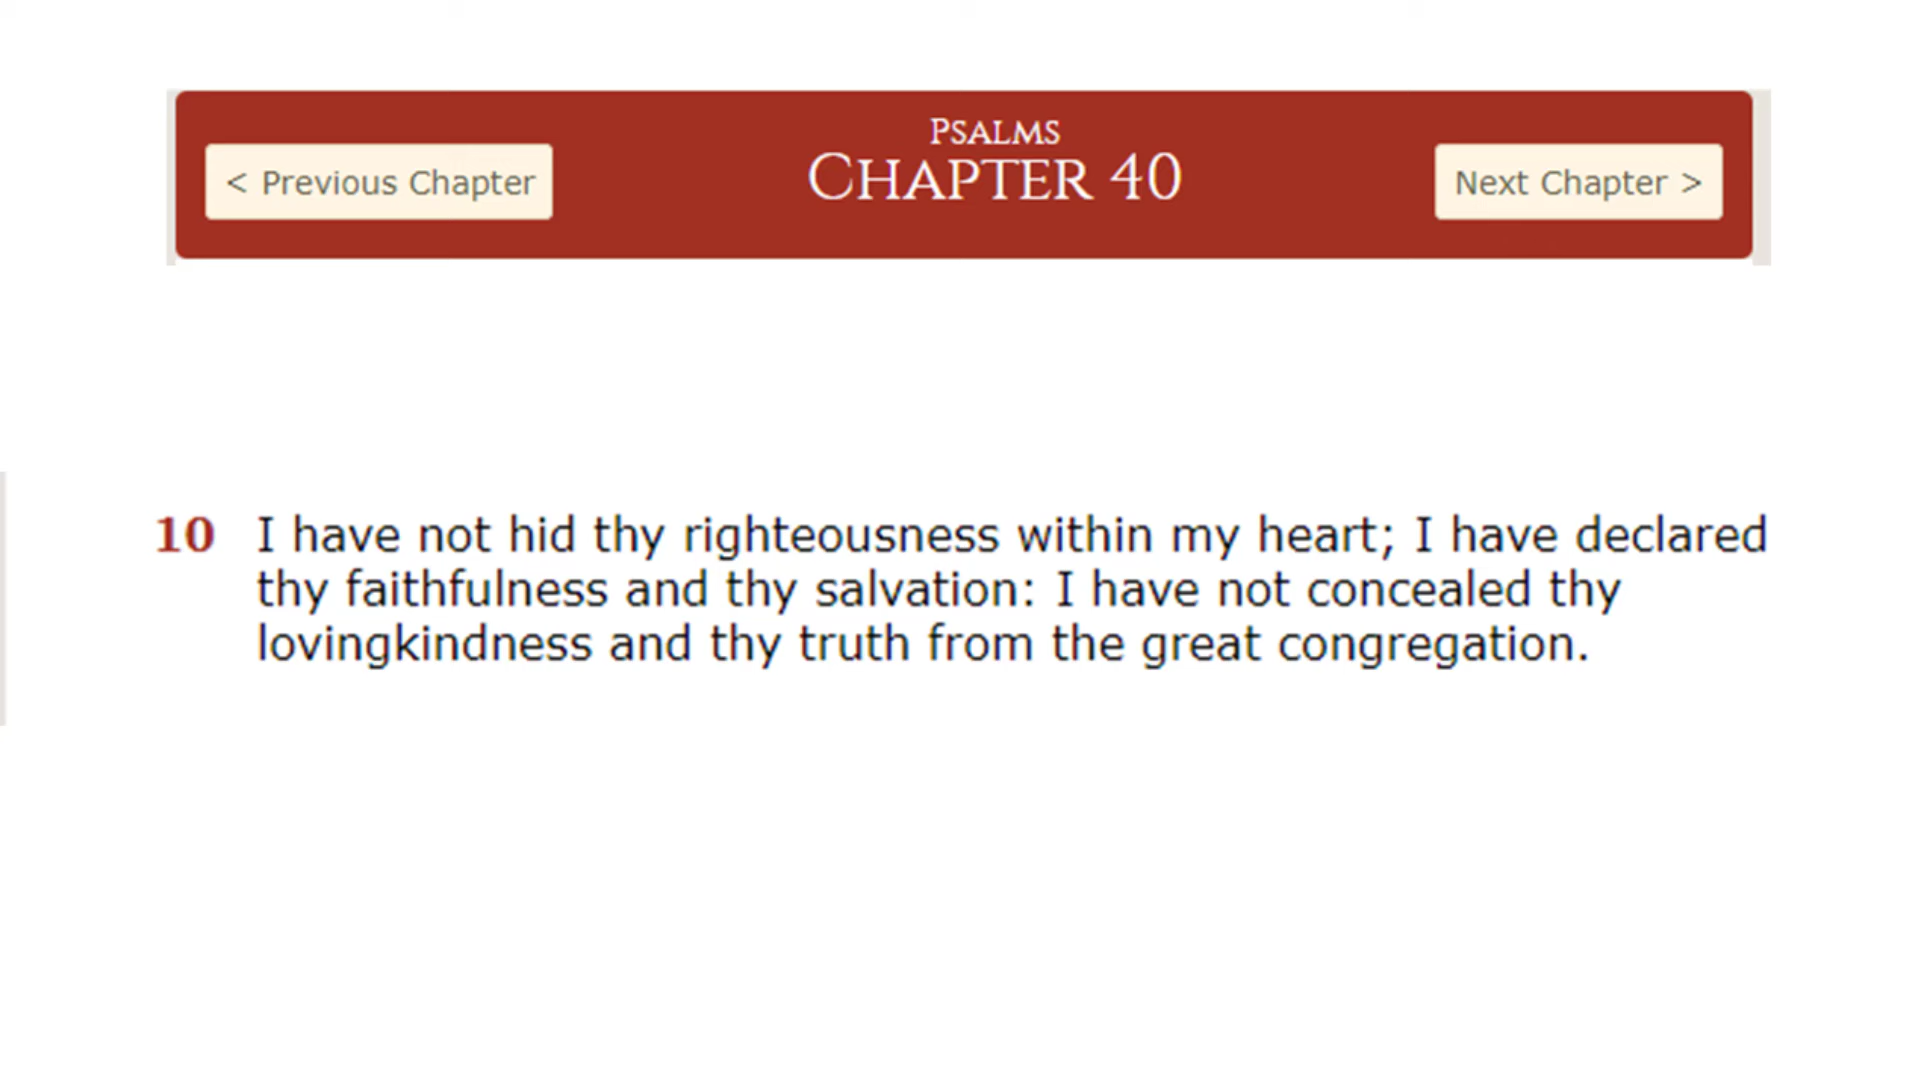 Psalms
Chapter 40
< Previous Chapter
Next Chapter >
10 I have not hid thy righteousness within my heart; I have declared
thy faithfulness and thy salvation: I have not concealed thy
lovingkindness and thy truth from the great congregation.